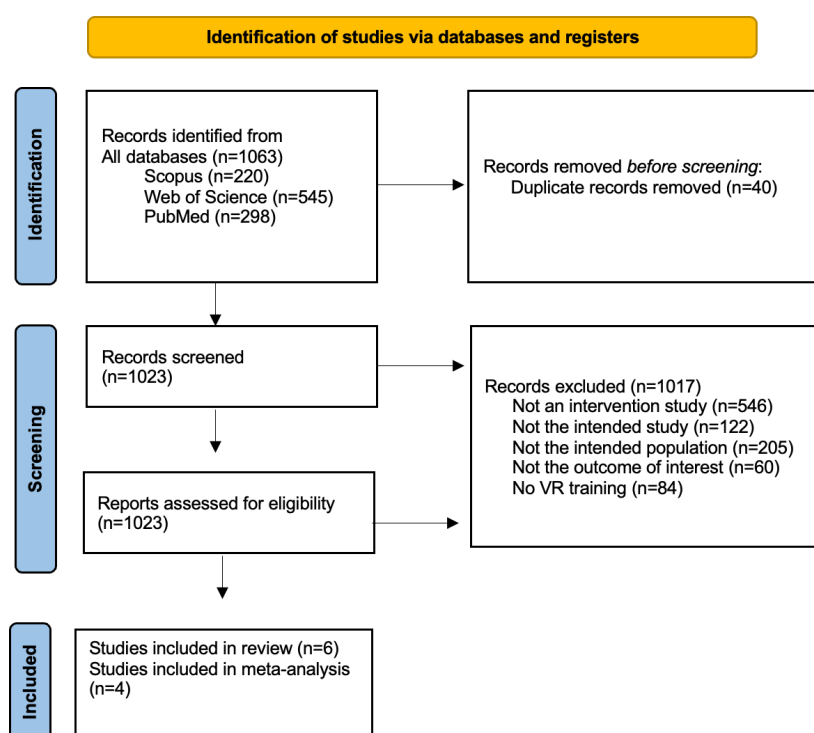 Identification of studies via databases and registers
Identification
Records identified from
All databases (n=1063)
Scopus (n=220)
Web of Science (n=545)
PubMed (n=298)
Records removed before screening:
Duplicate records removed (n=40)
Screening
Records screened
(n=1023)
Records excluded (n=1017)
Not an intervention study (n=546)
Not the intended study (n=122)
Not the intended population (n=205)
Not the outcome of interest (n=60)
No VR training (n=84)
Reports assessed for eligibility
(n=1023)
Included
Studies included in review (n=6)
Studies included in meta-analysis
(n=4)